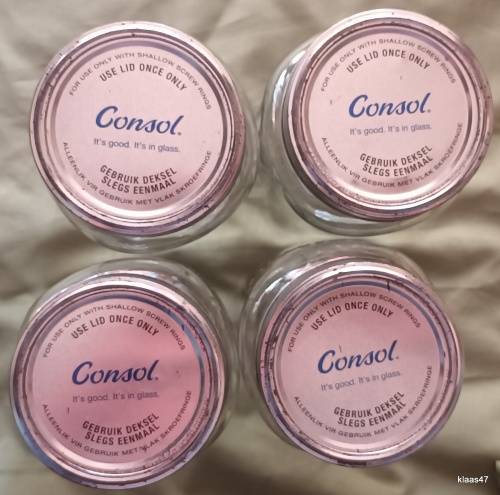 FOR USE ONLY WITH SHALLOW SCREW RINGS
USE LID ONCE ONLY
Consol.
It's good. It's in glass.
GEBRUIK DEKSEL
SLEGS EENMAAL
ALLEENLIK VIR GEBRUIK MET VLAK SKROEFRINGE
FOR USE ONLY WITH SHALLOW SCREW RINGS
USE LID ONCE ONLY
Consol.
It's good. It's in glass.
GEBRUIK DEKSEL
SLEGS EENMAAL
ALLEENLIK VIR GEBRUIK MET VLAK SKROEFRINGE
FOR USE ONLY WITH SHALLOW SCREW RINGS
USE LID ONCE ONLY
Consol.
It's good. It's in glass.
GEBRUIK DEKSEL
SLEGS EENMAAL
ALLEENLIK VIR GEBRUIK MET VLAK SKROEFRINGE
FOR USE ONLY WITH SHALLOW SCREW RINGS
USE LID ONCE ONLY
Consol.
It's good. It's in glass.
GEBRUIK DEKSEL
SLEGS EENMAAL
ALLEENLIK VIR GEBRUIK MET VLAK SKROEFRINGE
klaas47